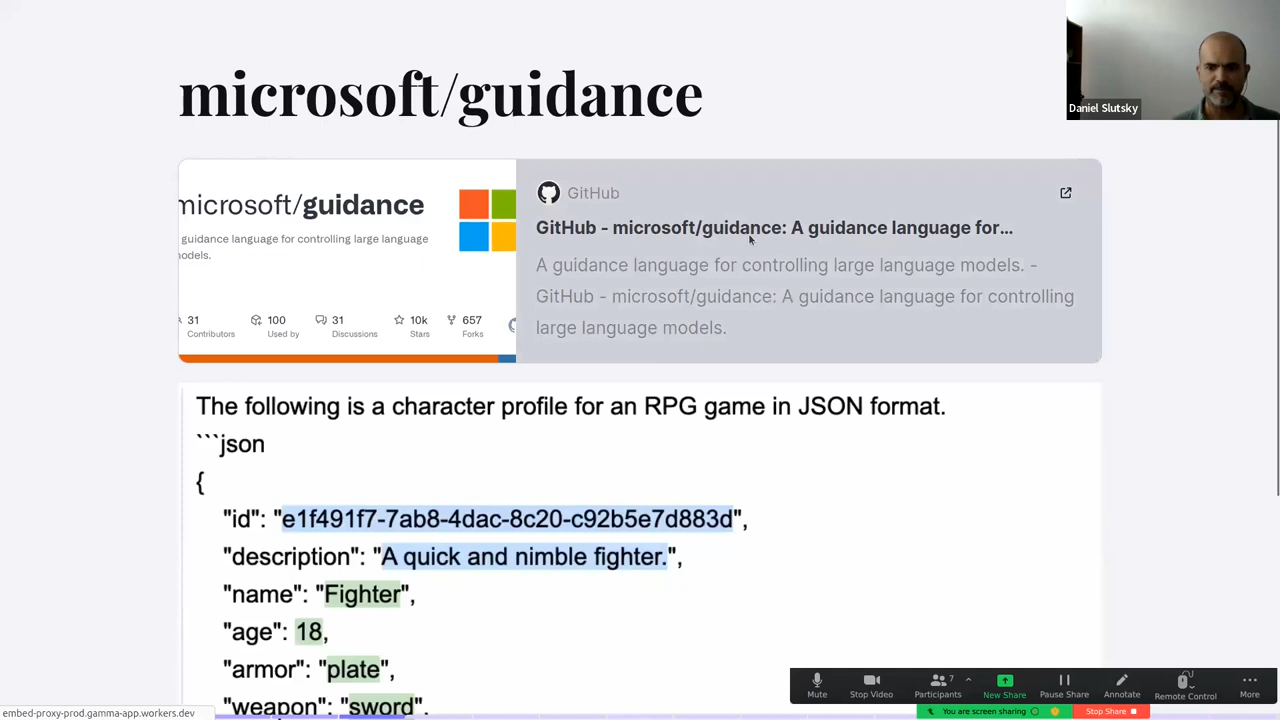 microsoft/guidance
Daniel Slutsky
microsoft/guidance
guidance language for controlling large language
models.
31
Contributors
100
Used by
31
Discussions
10k
Stars
657
Forks
GitHub
GitHub - microsoft/guidance: A guidance language for...
A guidance language for controlling large language models. -
GitHub - microsoft/guidance: A guidance language for controlling
large language models.
The following is a character profile for an RPG game in JSON format.
```json
{
"id": "e1f491f7-7ab8-4dac-8c20-c92b5e7d883d",
"description": "A quick and nimble fighter.",
"name": "Fighter",
"age": 18,
"armor": "plate",
"weapon": "sword",
Mute
Stop Video
Participants
7
New Share
Pause Share
Annotate
Remote Control
More
You are screen sharing
Stop Share
embed-proxy-prod.gamma-app.workers.dev